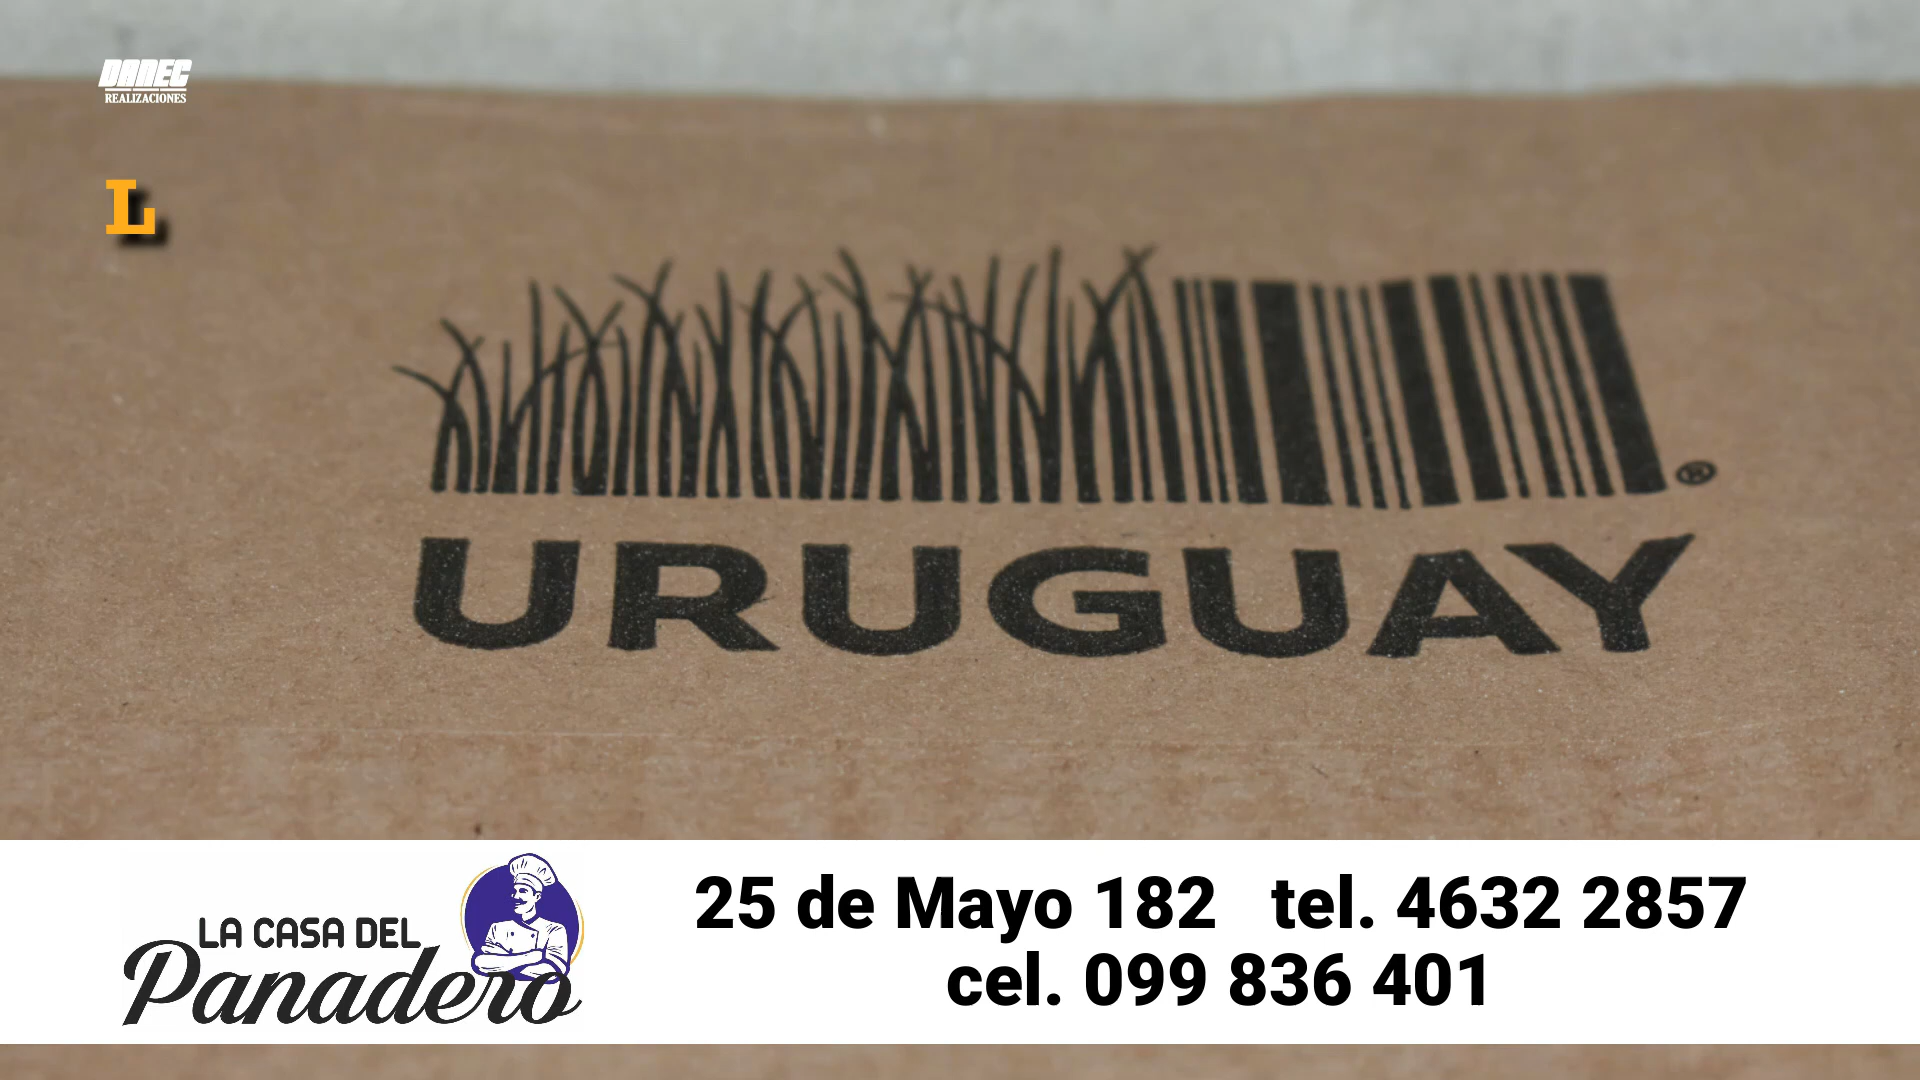 DANEC
REALIZACIONES
L
®
URUGUAY
LA CASA DEL
Panadero
25 de Mayo 182 tel. 4632 2857
cel. 099 836 401